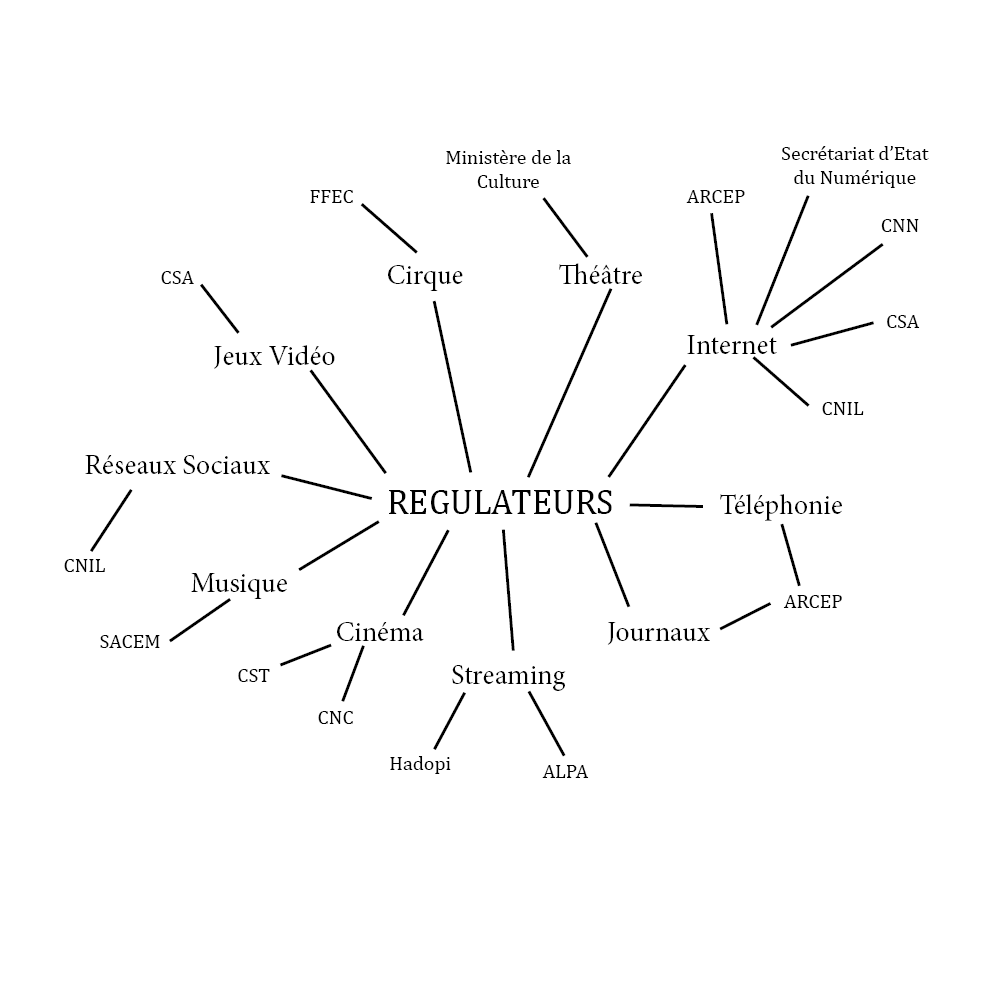 Ministère de la
Culture
Secrétariat d’Etat
du Numérique
FFEC
ARCEP
CNN
CSA
Cirque
Théâtre
CSA
Jeux Vidéo
Internet
CNIL
Réseaux Sociaux
REGULATEURS
Téléphonie
CNIL
Musique
ARCEP
SACEM
Cinéma
Journaux
CST
Streaming
CNC
Hadopi
ALPA